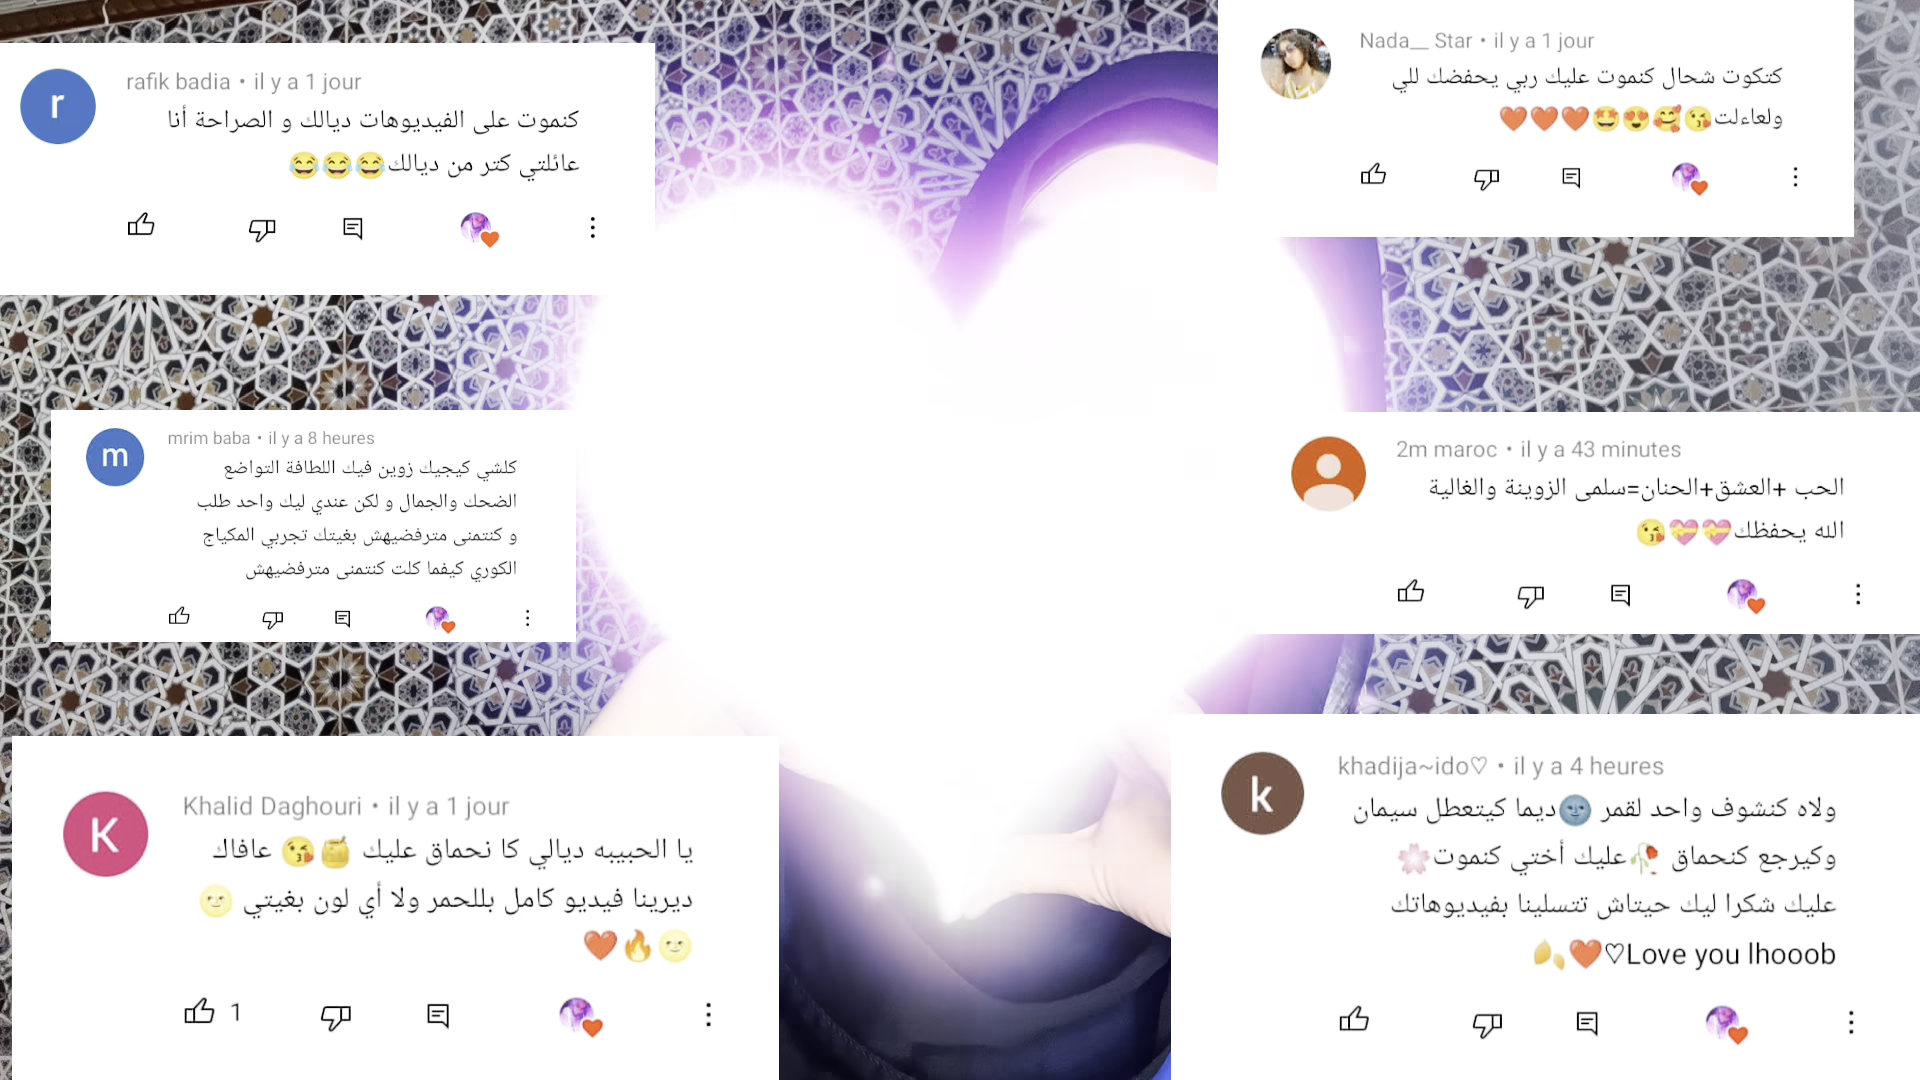 rafik badia • il y a 1 jour
كنموت على الفيديوهات ديالك و الصراحة أنا
عائلتي كتر من ديالك😂😂😂
Nada__ Star • il y a 1 jour
كتكوت شحال كنموت عليك ربي يحفضك للي
ولعاءلت😘🥰😍🤩❤️❤️❤️
mrim baba • il y a 8 heures
كلشي كيجيك زوين فيك اللطافة التواضع
الضحك والجمال و لكن عندي ليك واحد طلب
و كنتمنى مترفضيهش بغيتك تجربي المكياج
الكوري كيفما كلت كنتمنى مترفضيهش
2m maroc • il y a 43 minutes
الحب +العشق+الحنان=سلمى الزوينة والغالية
الله يحفظك💝💝😘
Khalid Daghouri • il y a 1 jour
يا الحبيبه ديالي كا نحماق عليك 🍯😘 عافاك
ديرينا فيديو كامل بللحمر ولا أي لون بغيتي 🌝
🌝🔥❤️
1
khadija~ido♡ • il y a 4 heures
ولاه كنشوف واحد لقمر 🌚ديما كيتعطل سيمان
وكيرجع كنحماق 🥀عليك أختي كنموت🌸
عليك شكرا ليك حيتاش تتسلينا بفيديوهاتك
Love you lhooob♡❤️🍋
r
m
K
k